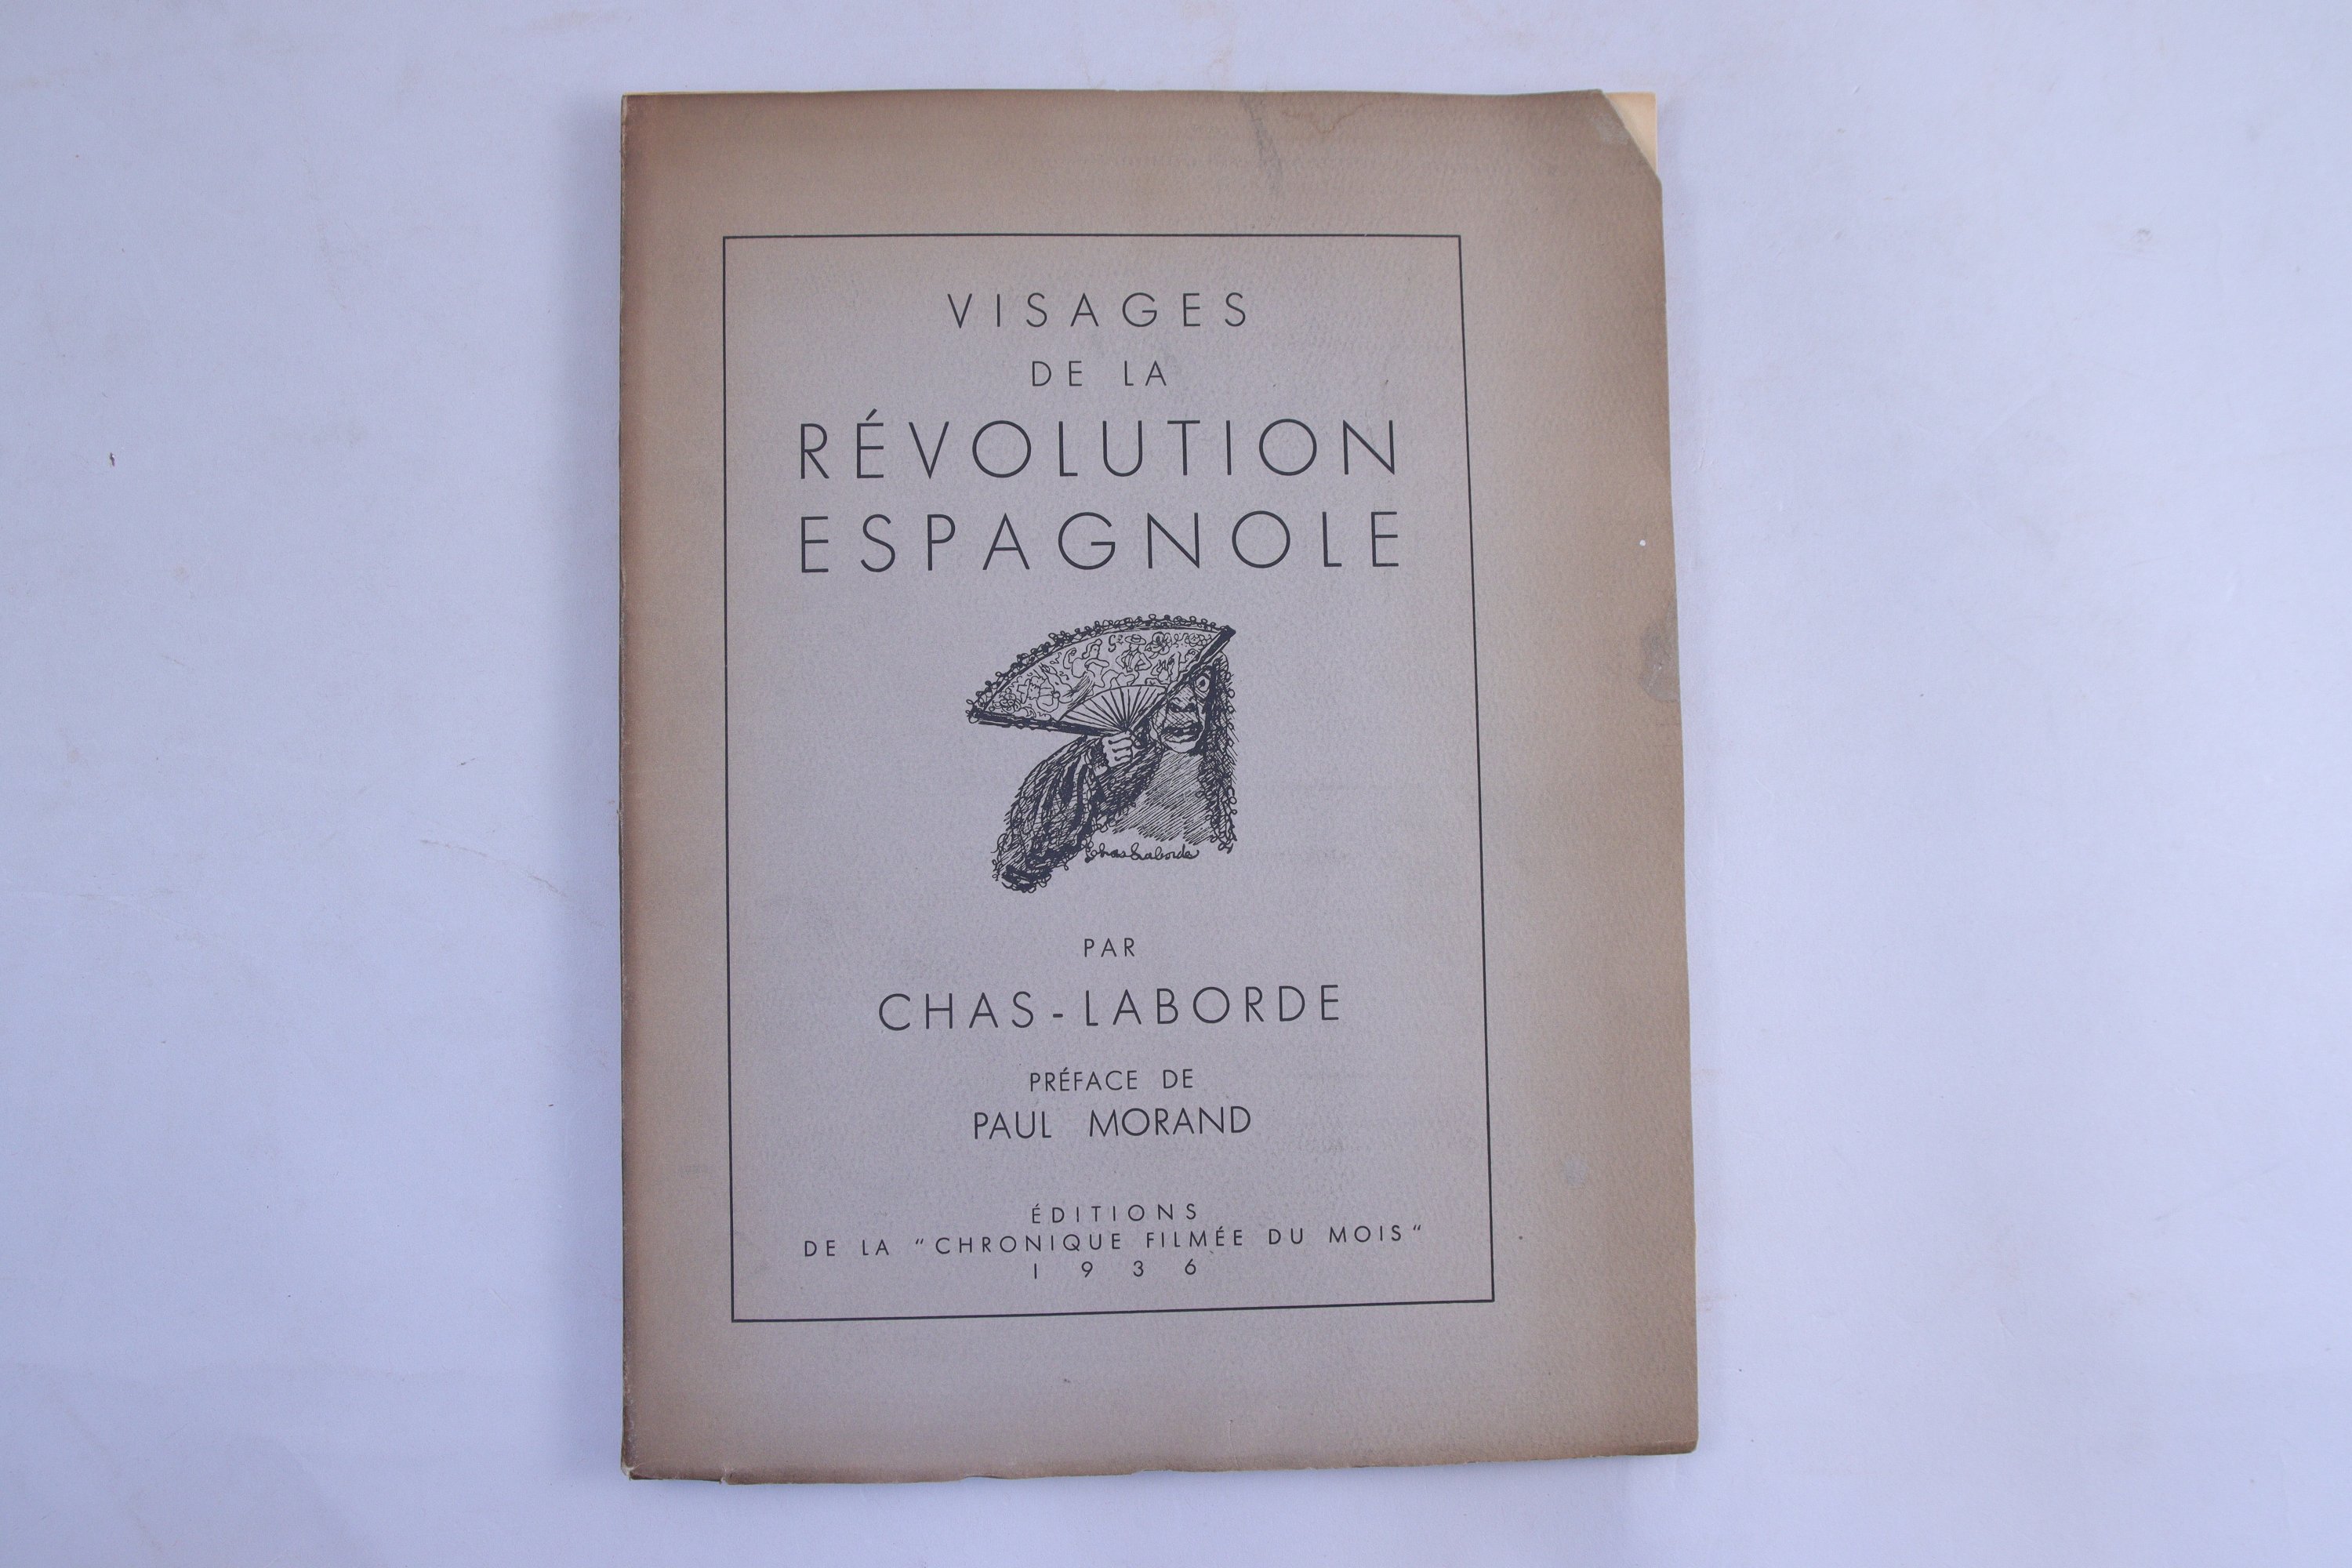 VISAGES
DE LA
RÉVOLUTION
ESPAGNOLE
Chas Laborde
PAR
CHAS-LABORDE
PRÉFACE DE
PAUL MORAND
ÉDITIONS
DE LA "CHRONIQUE FILMÉE DU MOIS"
1936